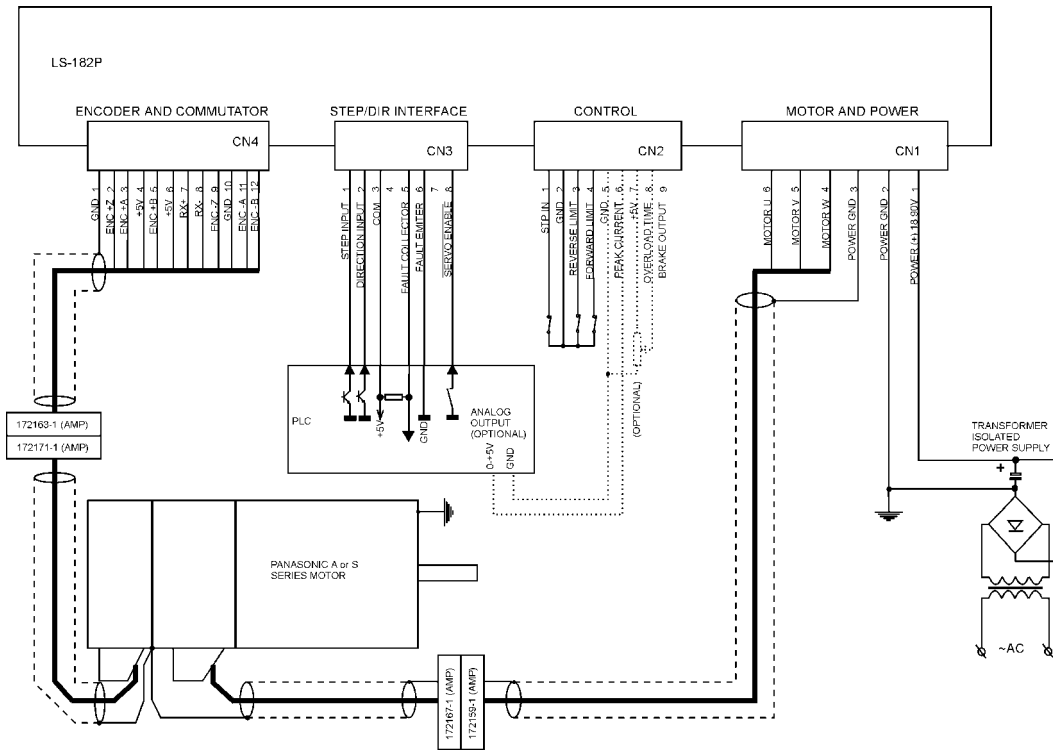 LS-182P
ENCODER AND COMMUTATOR
STEP/DIR INTERFACE
CONTROL
MOTOR AND POWER
CN4
CN3
CN2
CN1
GND 1
ENC +Z 2
ENC+A 3
+5V 4
ENC+B 5
+5V 6
RX+ 7
RX- 8
ENC.-Z 9
GND 10
ENC -A 11
ENC -B 12
STEP INPUT 1
DIRECTION INPUT 2
COM 3
4
FAULT COLLECTOR 5
FAULT EMITER 6
7
SERVO ENABLE 8
STP IN 1
GND 2
REVERSE LIMIT 3
FORWARD LIMIT 4
GND 5
PEAK CURRENT 6
+5V 7
OVERLOAD TIME 8
BRAKE OUTPUT 9
MOTOR U 6
MOTOR V 5
MOTOR W 4
POWER GND 3
POWER GND 2
POWER (+) 18.90V 1
PLC
+5V
GND
ANALOG
OUTPUT
(OPTIONAL)
0-+5V
GND
(OPTIONAL)
172163-1 (AMP)
172171-1 (AMP)
TRANSFORMER
ISOLATED
POWER SUPPLY
+
PANASONIC A or S
SERIES MOTOR
172167-1 (AMP)
172159-1 (AMP)
~AC